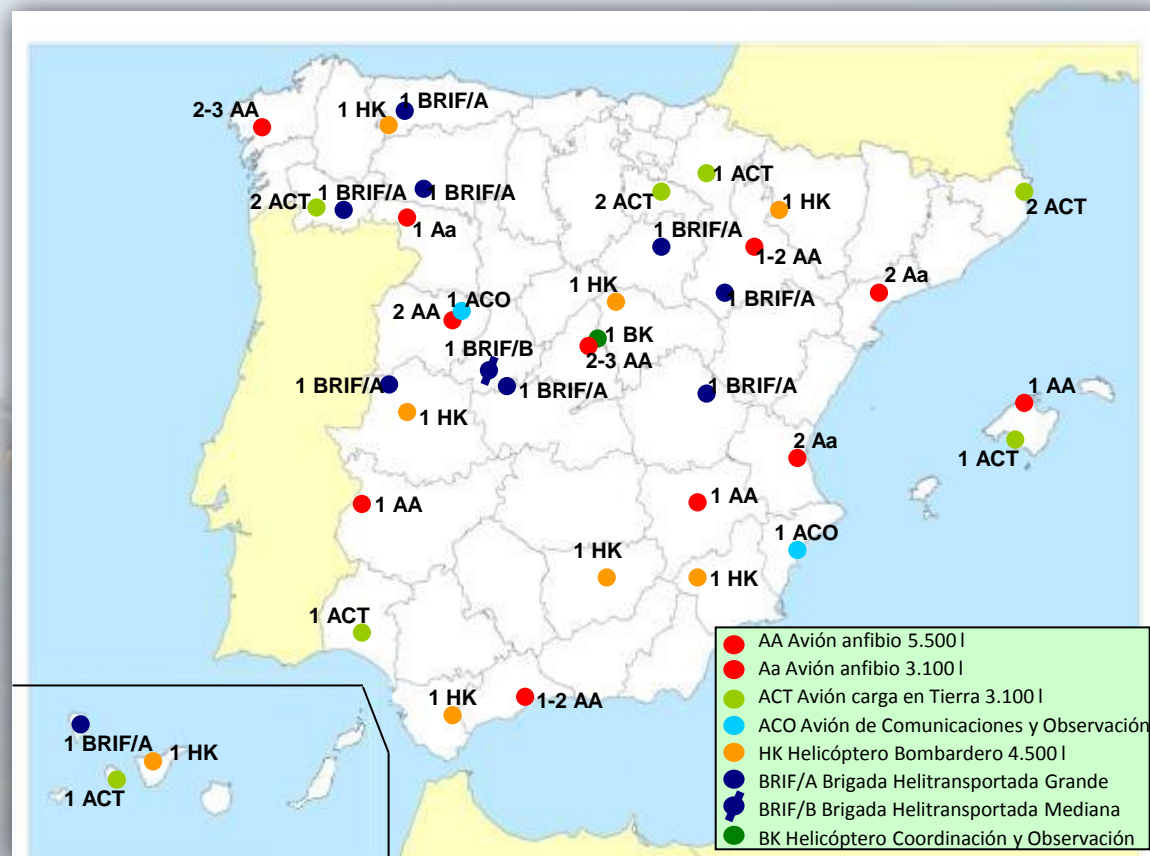 1 BRIF/A
2-3 AA
1 HK
1 ACT
1 BRIF/A
1 BRIF/A
2 ACT
2 ACT
1 HK
2 ACT
1 Aa
1 BRIF/A
1-2 AA
2 Aa
1 HK
1 BRIF/A
1 ACO
2 AA
1 BK
1 BRIF/B
2-3 AA
1 BRIF/A
1 BRIF/A
1 BRIF/A
1 AA
1 HK
2 Aa
1 ACT
1 AA
1 AA
1 ACO
1 HK
1 HK
1 ACT
1 HK
1-2 AA
1 BRIF/A
1 HK
1 ACT
AA Avión anfibio 5.500 l
Aa Avión anfibio 3.100 l
ACT Avión carga en Tierra 3.100 l
ACO Avión de Comunicaciones y Observación
HK Helicóptero Bombardero 4.500 l
BRIF/A Brigada Helitransportada Grande
BRIF/B Brigada Helitransportada Mediana
BK Helicóptero Coordinación y Observación